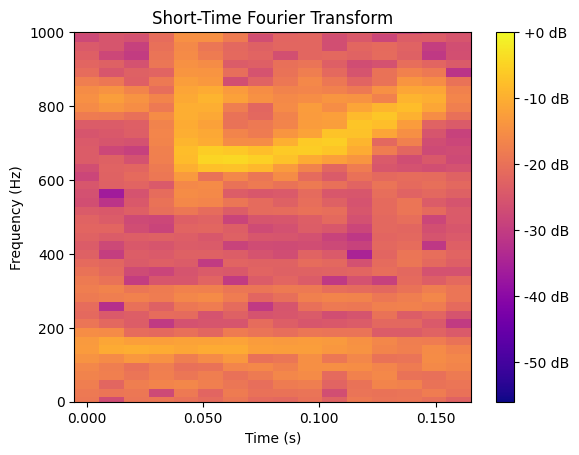 Short-Time Fourier Transform
1000
800
600
400
200
0
Frequency (Hz)
0.000
0.050
0.100
0.150
Time (s)
+0 dB
-10 dB
-20 dB
-30 dB
-40 dB
-50 dB